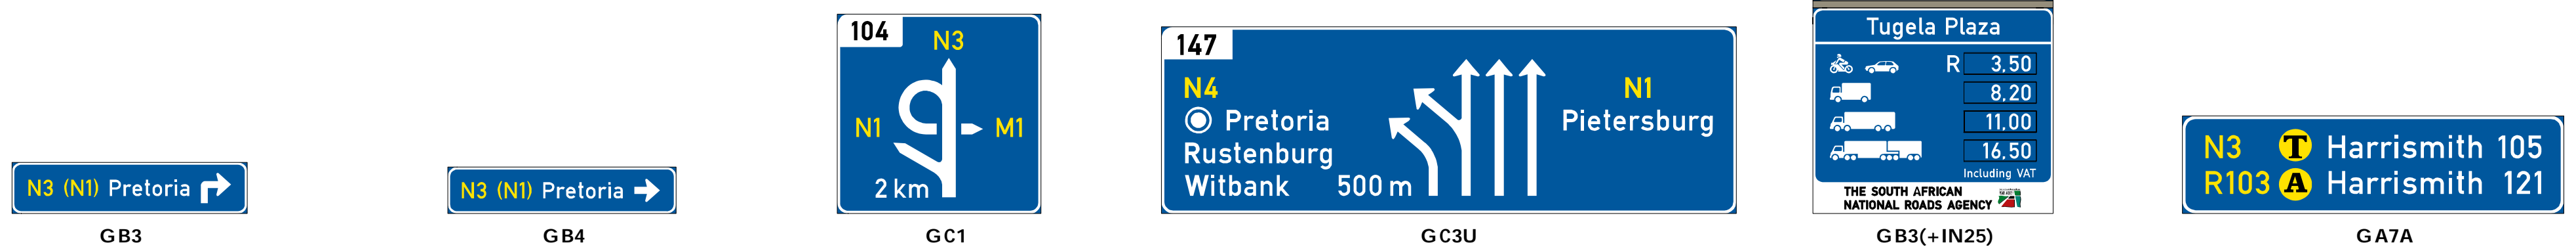 N3 (N1) Pretoria
GB3
N3 (N1) Pretoria
GB4
104
N3
N1
M1
2 km
GC1
147
N4
Pretoria
Rustenburg
Witbank
500 m
N1
Pietersburg
GC3U
Tugela Plaza
R 3,50
8,20
11,00
16,50
Including VAT
THE SOUTH AFRICAN
NATIONAL ROADS AGENCY
GB3(+IN25)
N3 T Harrismith 105
R103 A Harrismith 121
GA7A